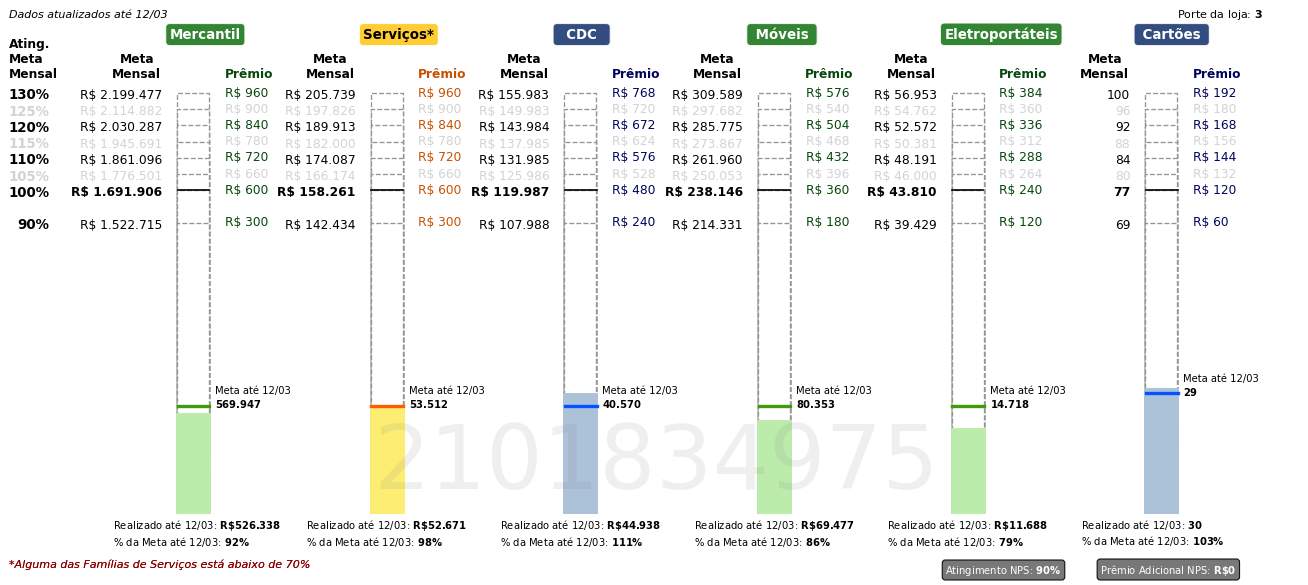 Dados atualizados até 12/03 Porte da loja: 3
Mercantil Serviços* CDC Móveis Eletroportáteis Cartões
Ating. Meta Mensal Meta Mensal Prêmio Meta Mensal Prêmio Meta Mensal Prêmio Meta Mensal Prêmio Meta Mensal Prêmio Meta Mensal Prêmio
130% R$ 2.199.477 R$ 960 R$ 205.739 R$ 960 R$ 155.983 R$ 768 R$ 309.589 R$ 576 R$ 56.953 R$ 384 100 R$ 192
125% R$ 2.114.882 R$ 900 R$ 197.826 R$ 900 R$ 149.983 R$ 720 R$ 297.682 R$ 540 R$ 54.762 R$ 360 96 R$ 180
120% R$ 2.030.287 R$ 840 R$ 189.913 R$ 840 R$ 143.984 R$ 672 R$ 285.775 R$ 504 R$ 52.572 R$ 336 92 R$ 168
115% R$ 1.945.691 R$ 780 R$ 182.000 R$ 780 R$ 137.985 R$ 624 R$ 273.867 R$ 468 R$ 50.381 R$ 312 88 R$ 156
110% R$ 1.861.096 R$ 720 R$ 174.087 R$ 720 R$ 131.985 R$ 576 R$ 261.960 R$ 432 R$ 48.191 R$ 288 84 R$ 144
105% R$ 1.776.501 R$ 660 R$ 166.174 R$ 660 R$ 125.986 R$ 528 R$ 250.053 R$ 396 R$ 46.000 R$ 264 80 R$ 132
100% R$ 1.691.906 R$ 600 R$ 158.261 R$ 600 R$ 119.987 R$ 480 R$ 238.146 R$ 360 R$ 43.810 R$ 240 77 R$ 120
90% R$ 1.522.715 R$ 300 R$ 142.434 R$ 300 R$ 107.988 R$ 240 R$ 214.331 R$ 180 R$ 39.429 R$ 120 69 R$ 60
Meta até 12/03 Meta até 12/03 Meta até 12/03 Meta até 12/03 Meta até 12/03 Meta até 12/03
569.947 53.512 40.570 80.353 14.718 29
2101834975
Realizado até 12/03: R$526.338 Realizado até 12/03: R$52.671 Realizado até 12/03: R$44.938 Realizado até 12/03: R$69.477 Realizado até 12/03: R$11.688 Realizado até 12/03: 30
% da Meta até 12/03: 92% % da Meta até 12/03: 98% % da Meta até 12/03: 111% % da Meta até 12/03: 86% % da Meta até 12/03: 79% % da Meta até 12/03: 103%
*Alguma das Famílias de Serviços está abaixo de 70% Atingimento NPS: 90% Prêmio Adicional NPS: R$0